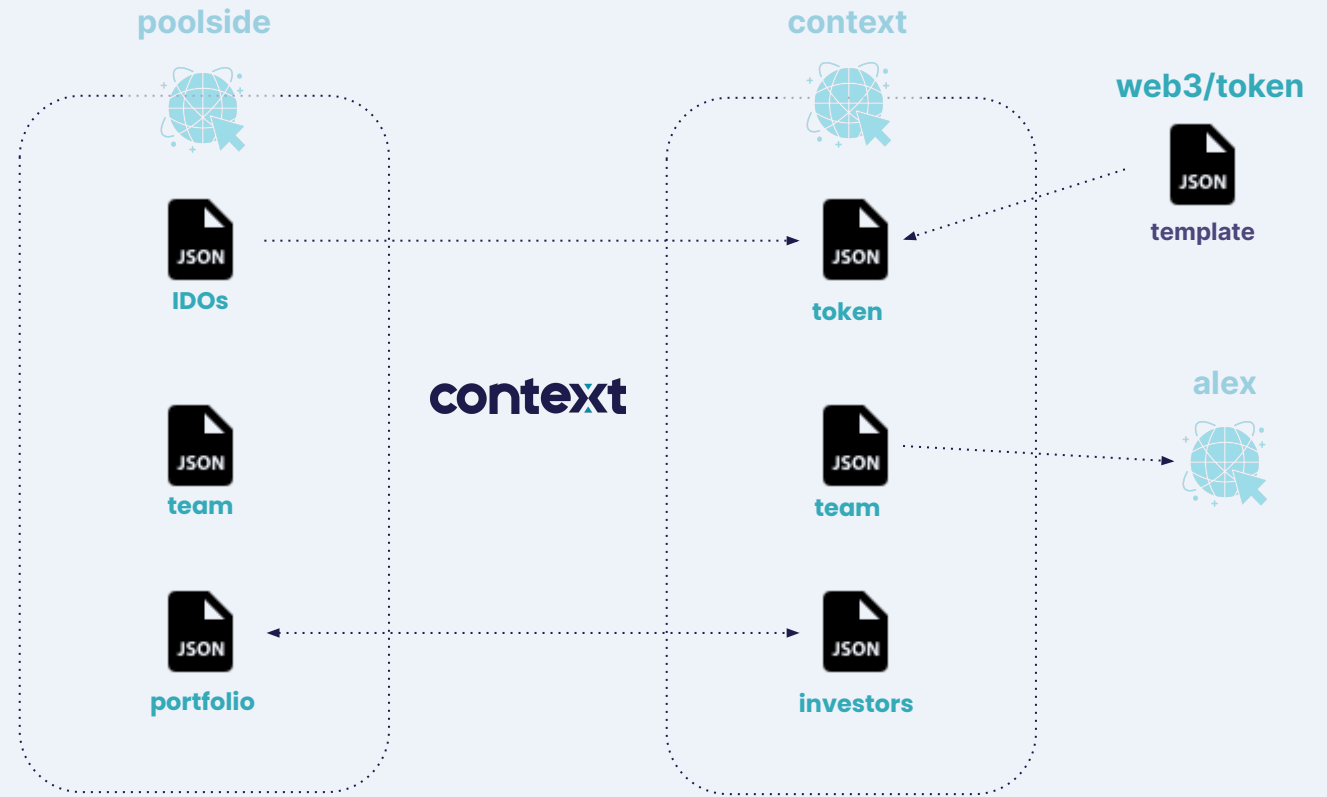 poolside
context
web3/token
JSON
template
JSON
IDOs
JSON
token
context
alex
JSON
team
JSON
team
JSON
portfolio
JSON
investors